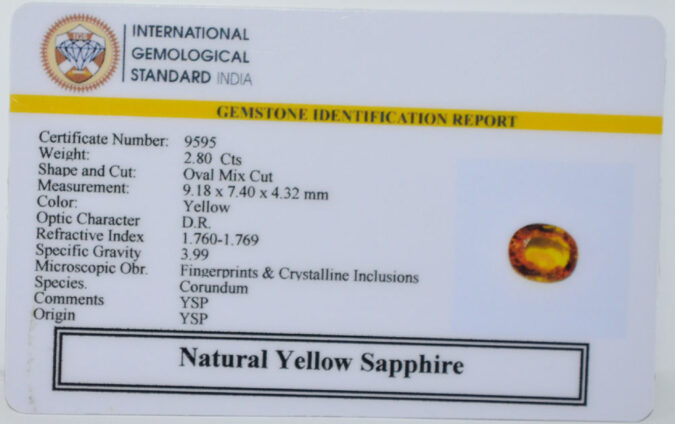 IGS
INTERNATIONAL
GEMOLOGICAL
STANDARD INDIA
GEMSTONE IDENTIFICATION REPORT
Certificate Number: 9595
Weight: 2.80 Cts
Shape and Cut: Oval Mix Cut
Measurement: 9.18 x 7.40 x 4.32 mm
Color: Yellow
Optic Character D.R.
Refractive Index 1.760-1.769
Specific Gravity 3.99
Microscopic Obr. Fingerprints & Crystalline Inclusions
Species. Corundum
Comments YSP
Origin YSP
Natural Yellow Sapphire